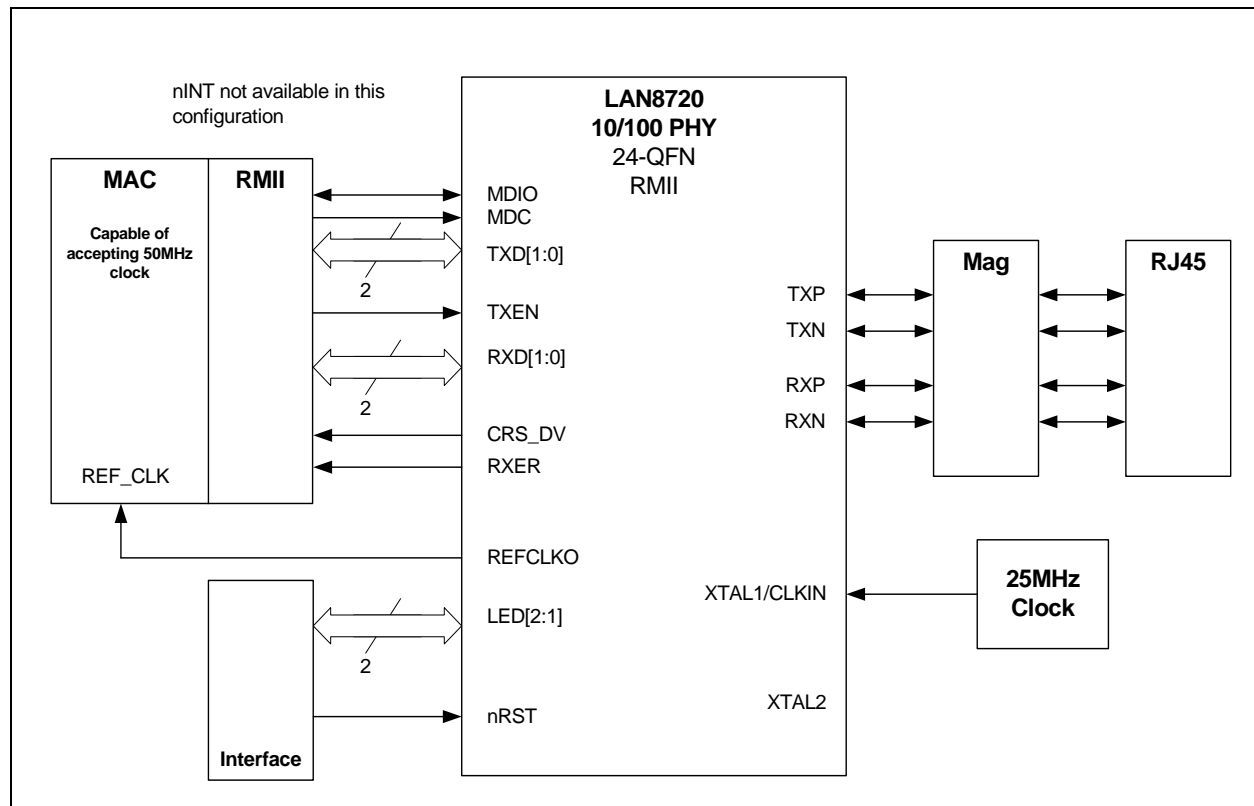 nINT not available in this
configuration
LAN8720
10/100 PHY
24-QFN
RMII
MAC
RMII
Capable of
accepting 50MHz
clock
REF_CLK
MDIO
MDC
TXD[1:0]
2
TXEN
RXD[1:0]
2
CRS_DV
RXER
REFCLKO
LED[2:1]
2
nRST
Interface
TXP
TXN
RXP
RXN
Mag
RJ45
XTAL1/CLKIN
25MHz
Clock
XTAL2